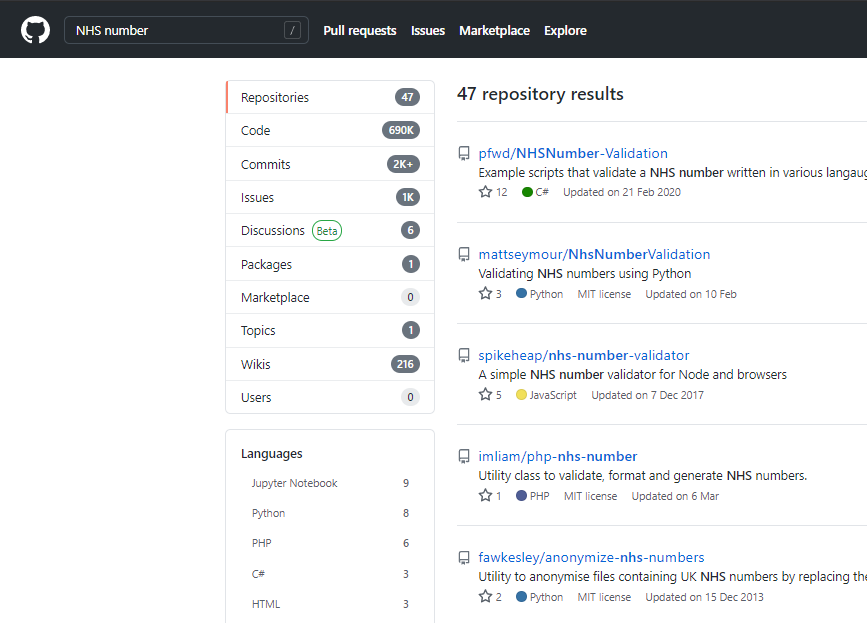 NHS number / Pull requests Issues Marketplace Explore
Repositories 47
Code 690K
Commits 2K+
Issues 1K
Discussions Beta 6
Packages 1
Marketplace 0
Topics 1
Wikis 216
Users 0
Languages
Jupyter Notebook 9
Python 8
PHP 6
C# 3
HTML 3
47 repository results
pfwd/NHSNumber-Validation
Example scripts that validate a NHS number written in various
12 C# Updated on 21 Feb 2020
mattseymour/NhsNumberValidation
Validating NHS numbers using Python
3 Python MIT license Updated on 10 Feb
spikeheap/nhs-number-validator
A simple NHS number validator for Node and browsers
5 JavaScript Updated on 7 Dec 2017
imliam/php-nhs-number
Utility class to validate, format and generate NHS numbers.
1 PHP MIT license Updated on 6 Mar
fawkesley/anonymize-nhs-numbers
Utility to anonymise files containing UK NHS numbers by replacing
2 Python MIT license Updated on 15 Dec 2013